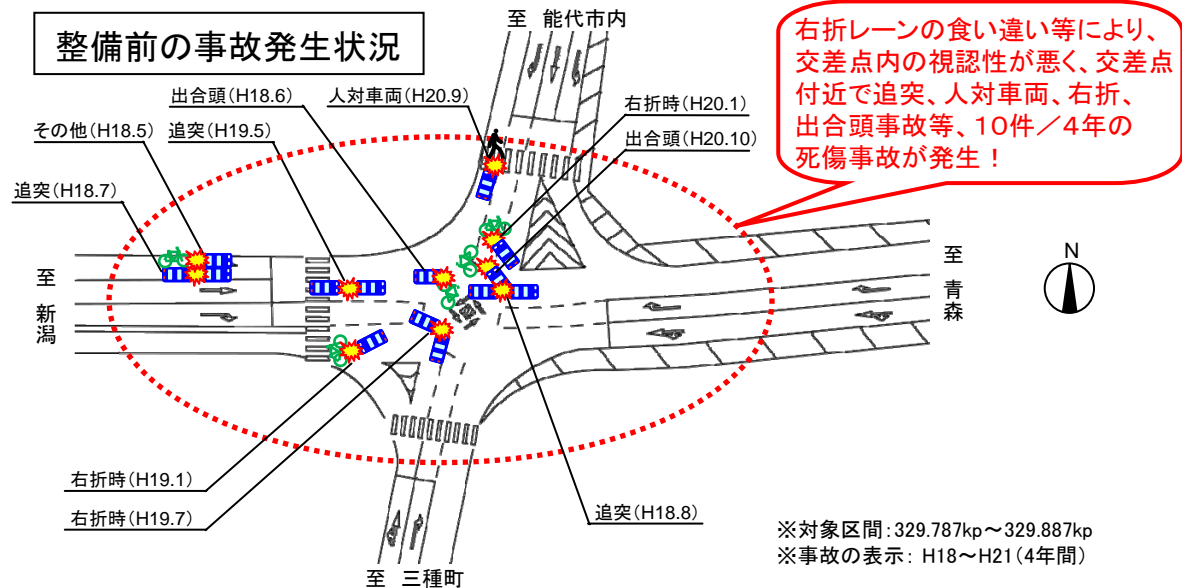 整備前の事故発生状況
至 能代市内
右折レーンの食い違い等により、
交差点内の視認性が悪く、交差点
付近で追突、人対車両、右折、
出合頭事故等、10件/4年の
死傷事故が発生!
出合頭(H18.6)
人対車両(H20.9)
右折時(H20.1)
その他(H18.5)
追突(H19.5)
出合頭(H20.10)
追突(H18.7)
至 新潟
至 青森
N
右折時(H19.1)
右折時(H19.7)
追突(H18.8)
至 三種町
※対象区間:329.787kp~329.887kp
※事故の表示: H18~H21(4年間)